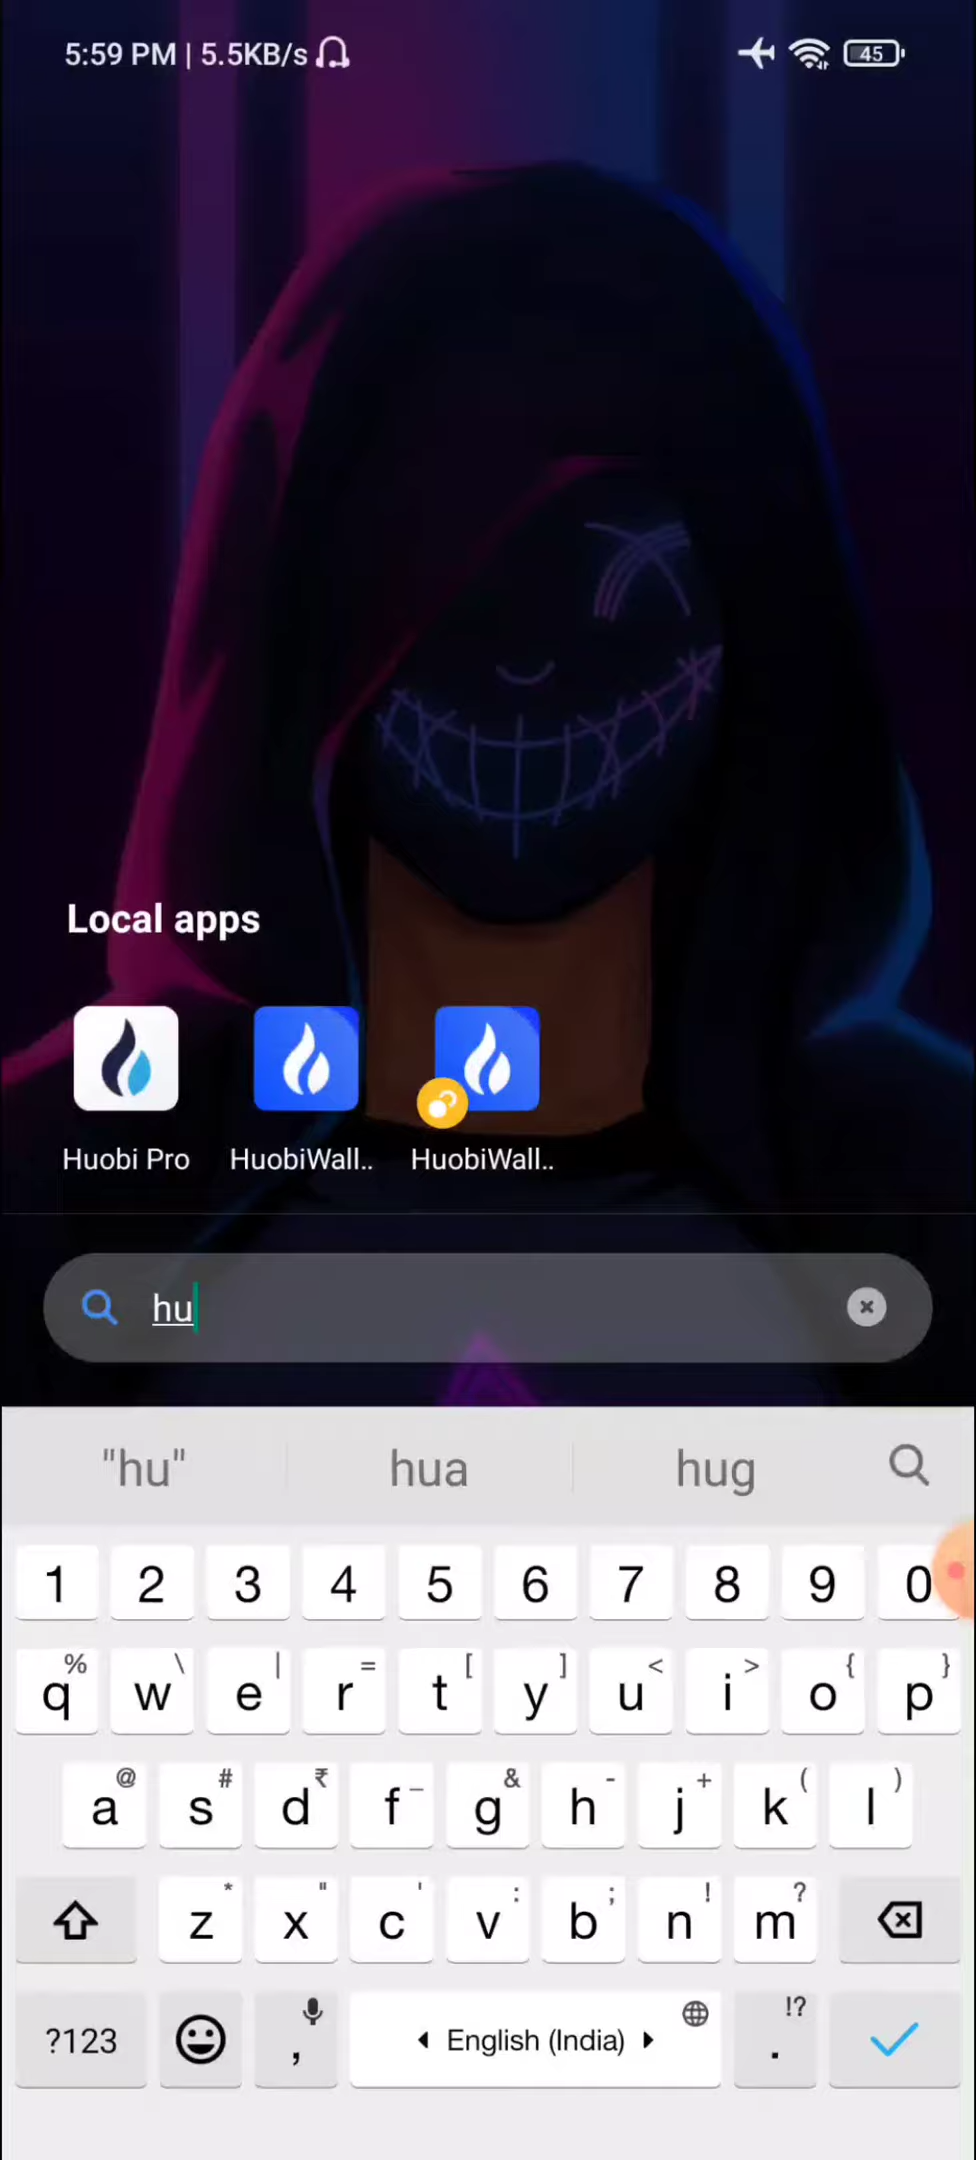 5:59 PM | 5.5KB/s 45
Local apps
Huobi Pro HuobiWall.. HuobiWall..
hu
"hu" hua hug
1 2 3 4 5 6 7 8 9 0
% \ | = [ ] < > { }
q w e r t y u i o p
@ # ₹ _ & - + ( )
a s d f g h j k l
* " ' : ; ! ?
z x c v b n m
!?
?123 , English (India) .